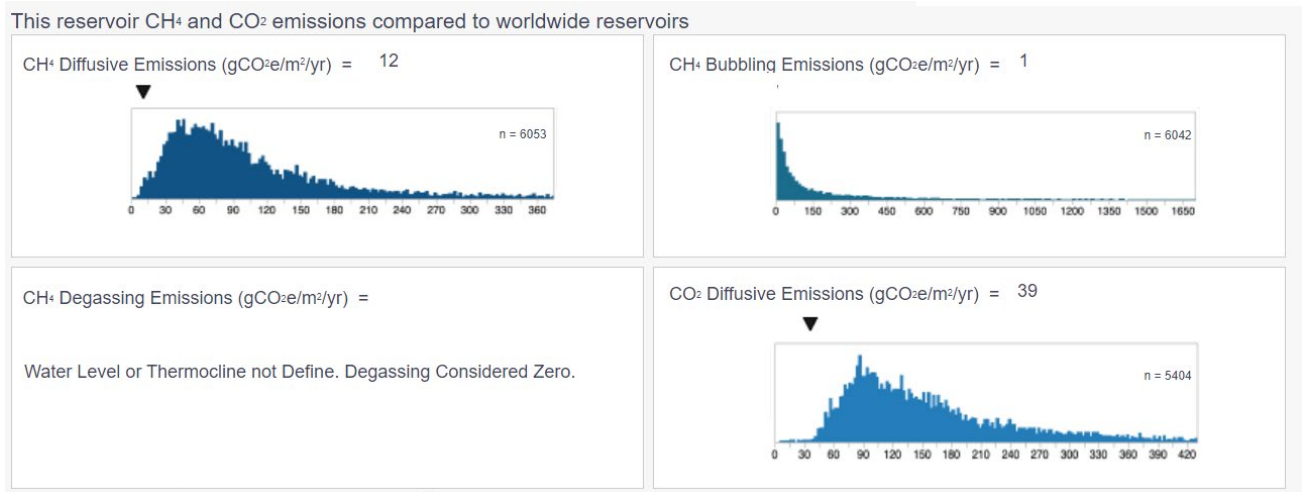 This reservoir CH⁴ and CO² emissions compared to worldwide reservoirs
CH⁴ Diffusive Emissions (gCO²e/m²/yr) = 12
n = 6053
0 30 60 90 120 150 180 210 240 270 300 330 360
CH⁴ Bubbling Emissions (gCO²e/m²/yr) = 1
n = 6042
0 150 300 450 600 750 900 1050 1200 1350 1500 1650
CH⁴ Degassing Emissions (gCO²e/m²/yr) =
Water Level or Thermocline not Define. Degassing Considered Zero.
CO² Diffusive Emissions (gCO²e/m²/yr) = 39
n = 5404
0 30 60 90 120 150 180 210 240 270 300 330 360 390 420